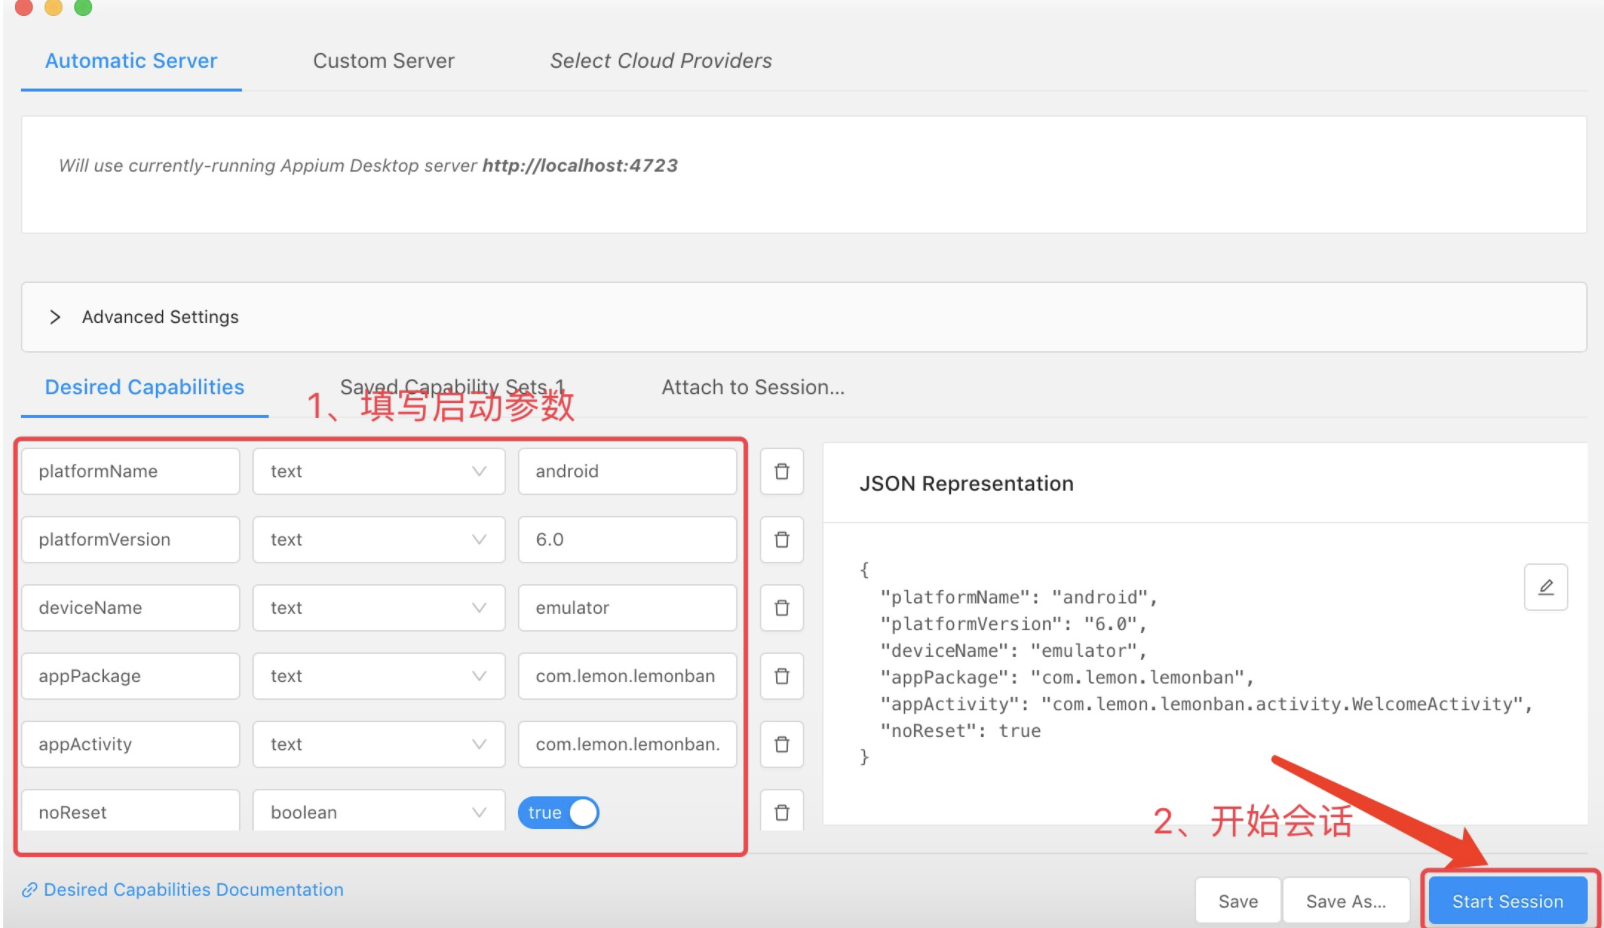 Automatic Server
Custom Server
Select Cloud Providers
Will use currently-running Appium Desktop server http://localhost:4723
Advanced Settings
Desired Capabilities
Saved Capability Sets 1
Attach to Session...
1、填写启动参数
platformName
text
android
platformVersion
text
6.0
deviceName
text
emulator
appPackage
text
com.lemon.lemonban
appActivity
text
com.lemon.lemonban.
noReset
boolean
true
JSON Representation
{
"platformName": "android",
"platformVersion": "6.0",
"deviceName": "emulator",
"appPackage": "com.lemon.lemonban",
"appActivity": "com.lemon.lemonban.activity.WelcomeActivity",
"noReset": true
}
2、开始会话
Desired Capabilities Documentation
Save
Save As...
Start Session